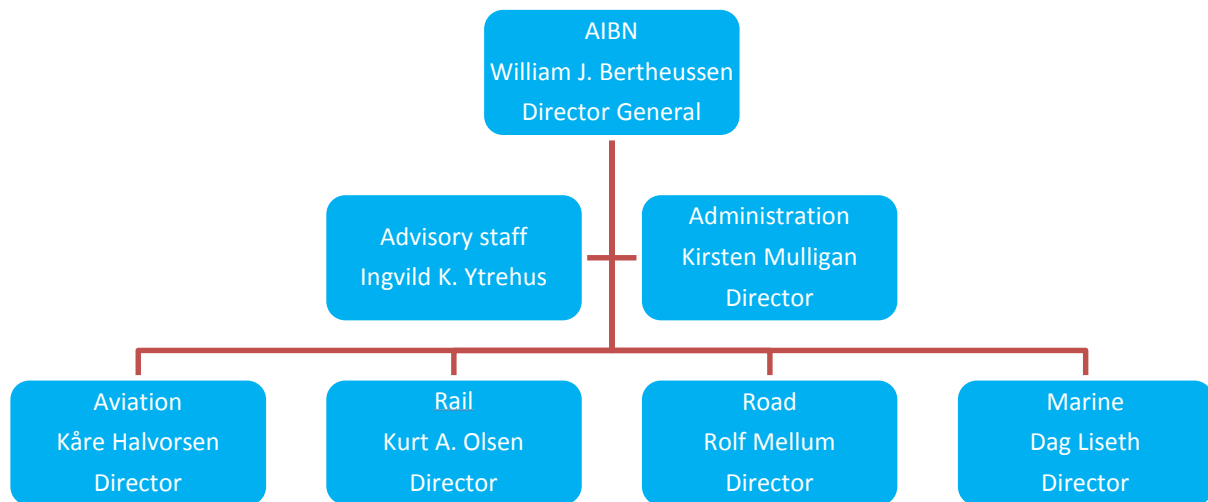 AIBN
William J. Bertheussen
Director General
Advisory staff
Ingvild K. Ytrehus
Administration
Kirsten Mulligan
Director
Aviation
Kåre Halvorsen
Director
Rail
Kurt A. Olsen
Director
Road
Rolf Mellum
Director
Marine
Dag Liseth
Director